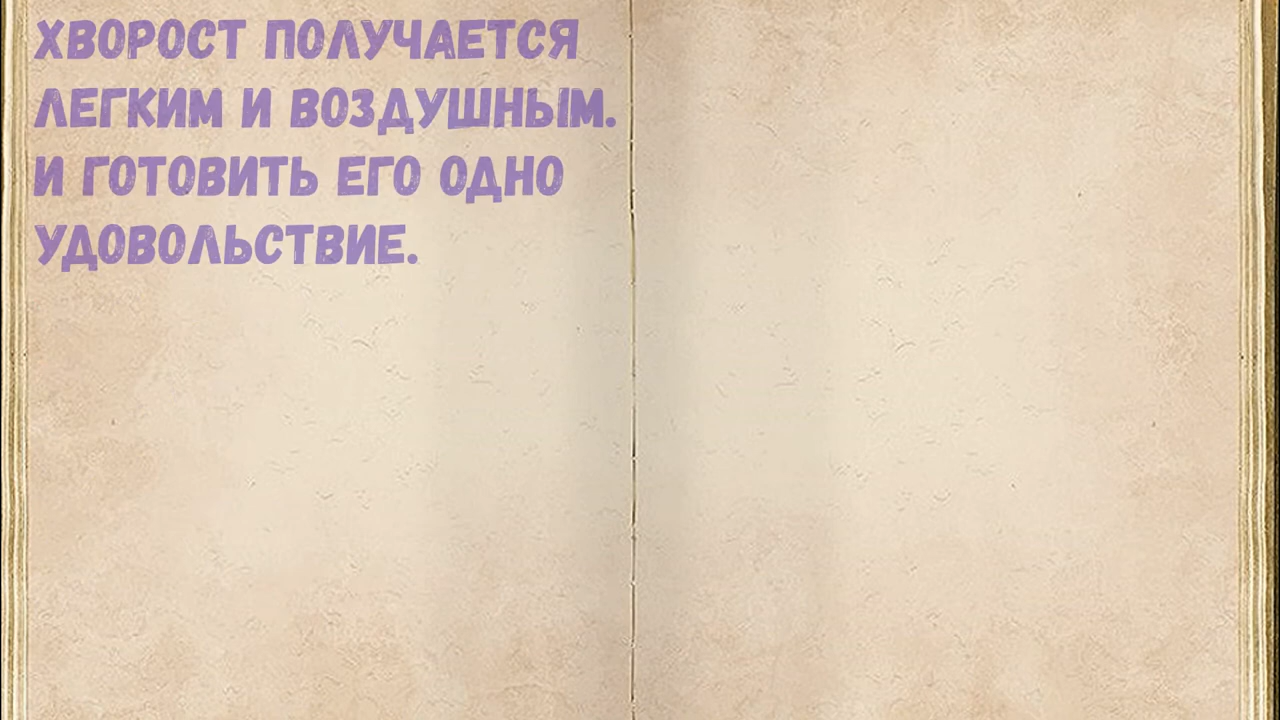 ХВОРОСТ ПОЛУЧАЕТСЯ
ЛЕГКИМ И ВОЗДУШНЫМ.
И ГОТОВИТЬ ЕГО ОДНО
УДОВОЛЬСТВИЕ.